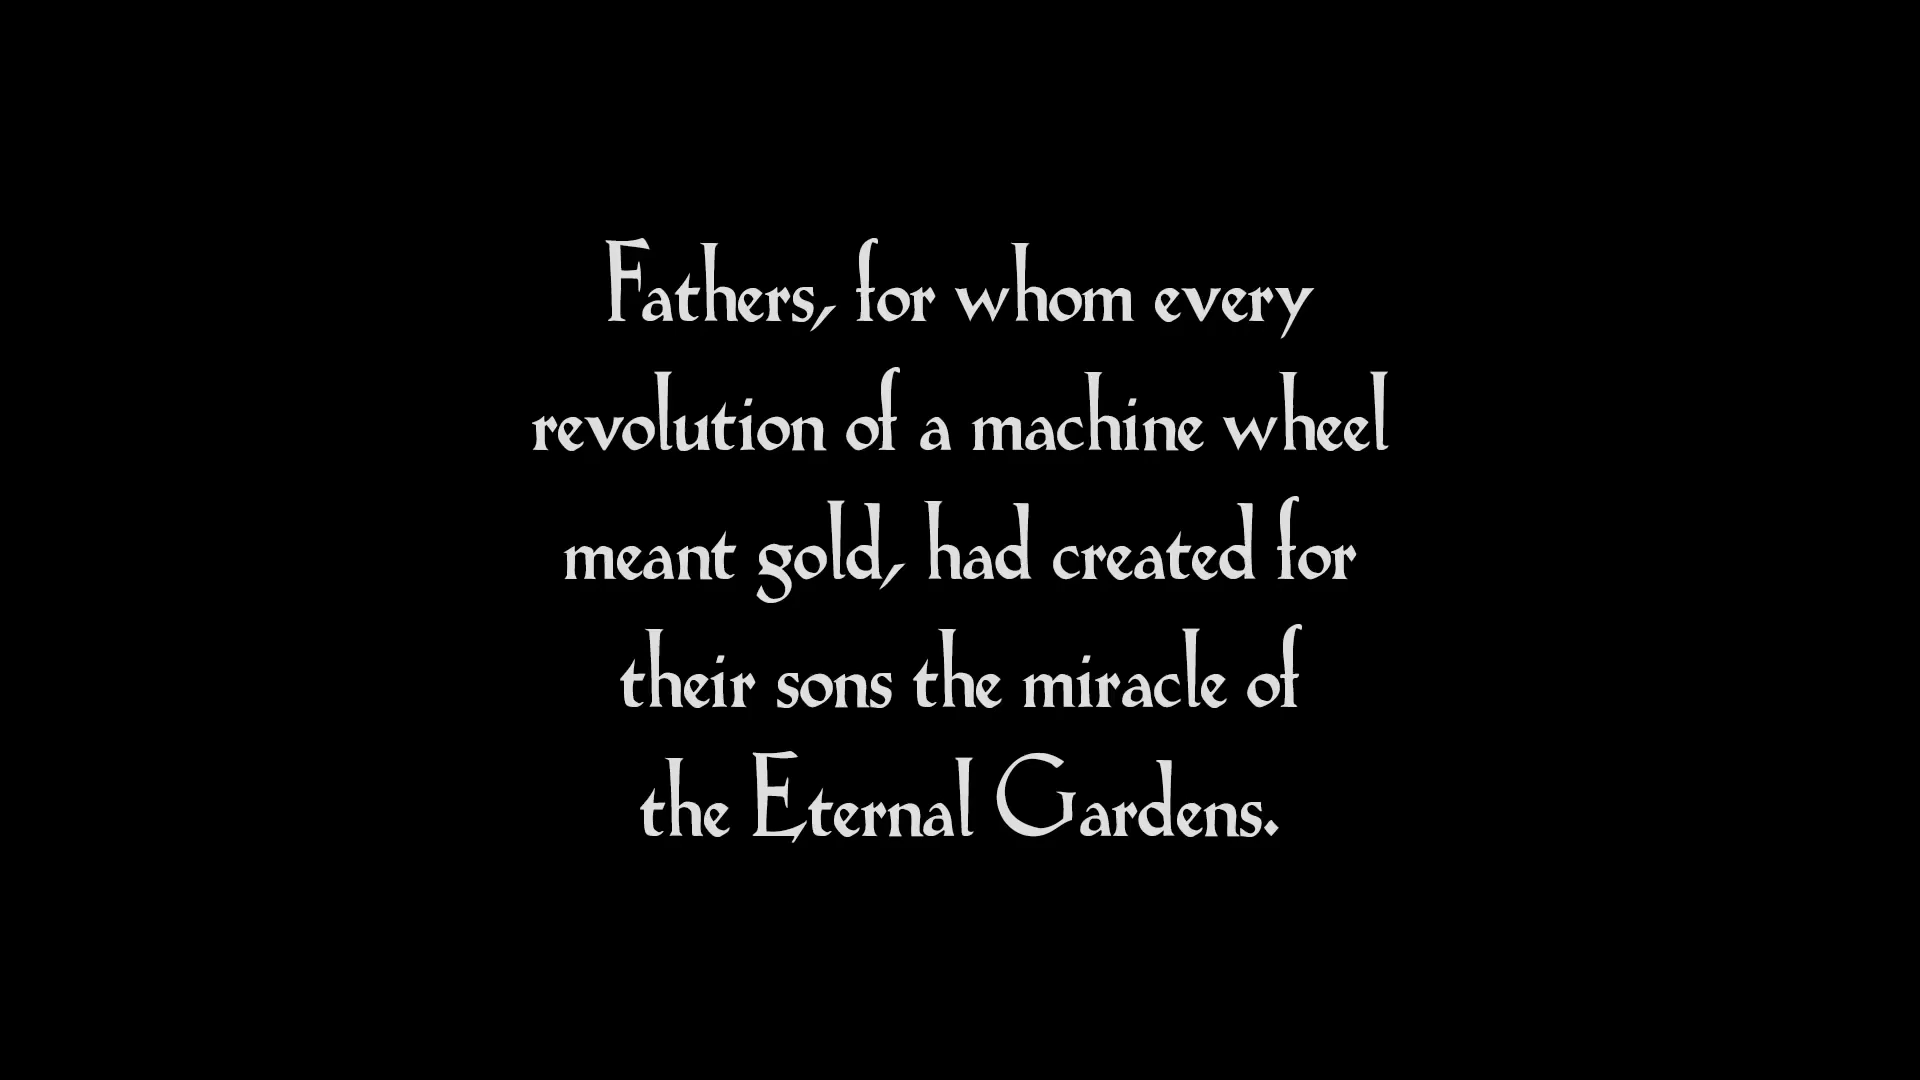 Fathers, for whom every
revolution of a machine wheel
meant gold, had created for
their sons the miracle of
the Eternal Gardens.